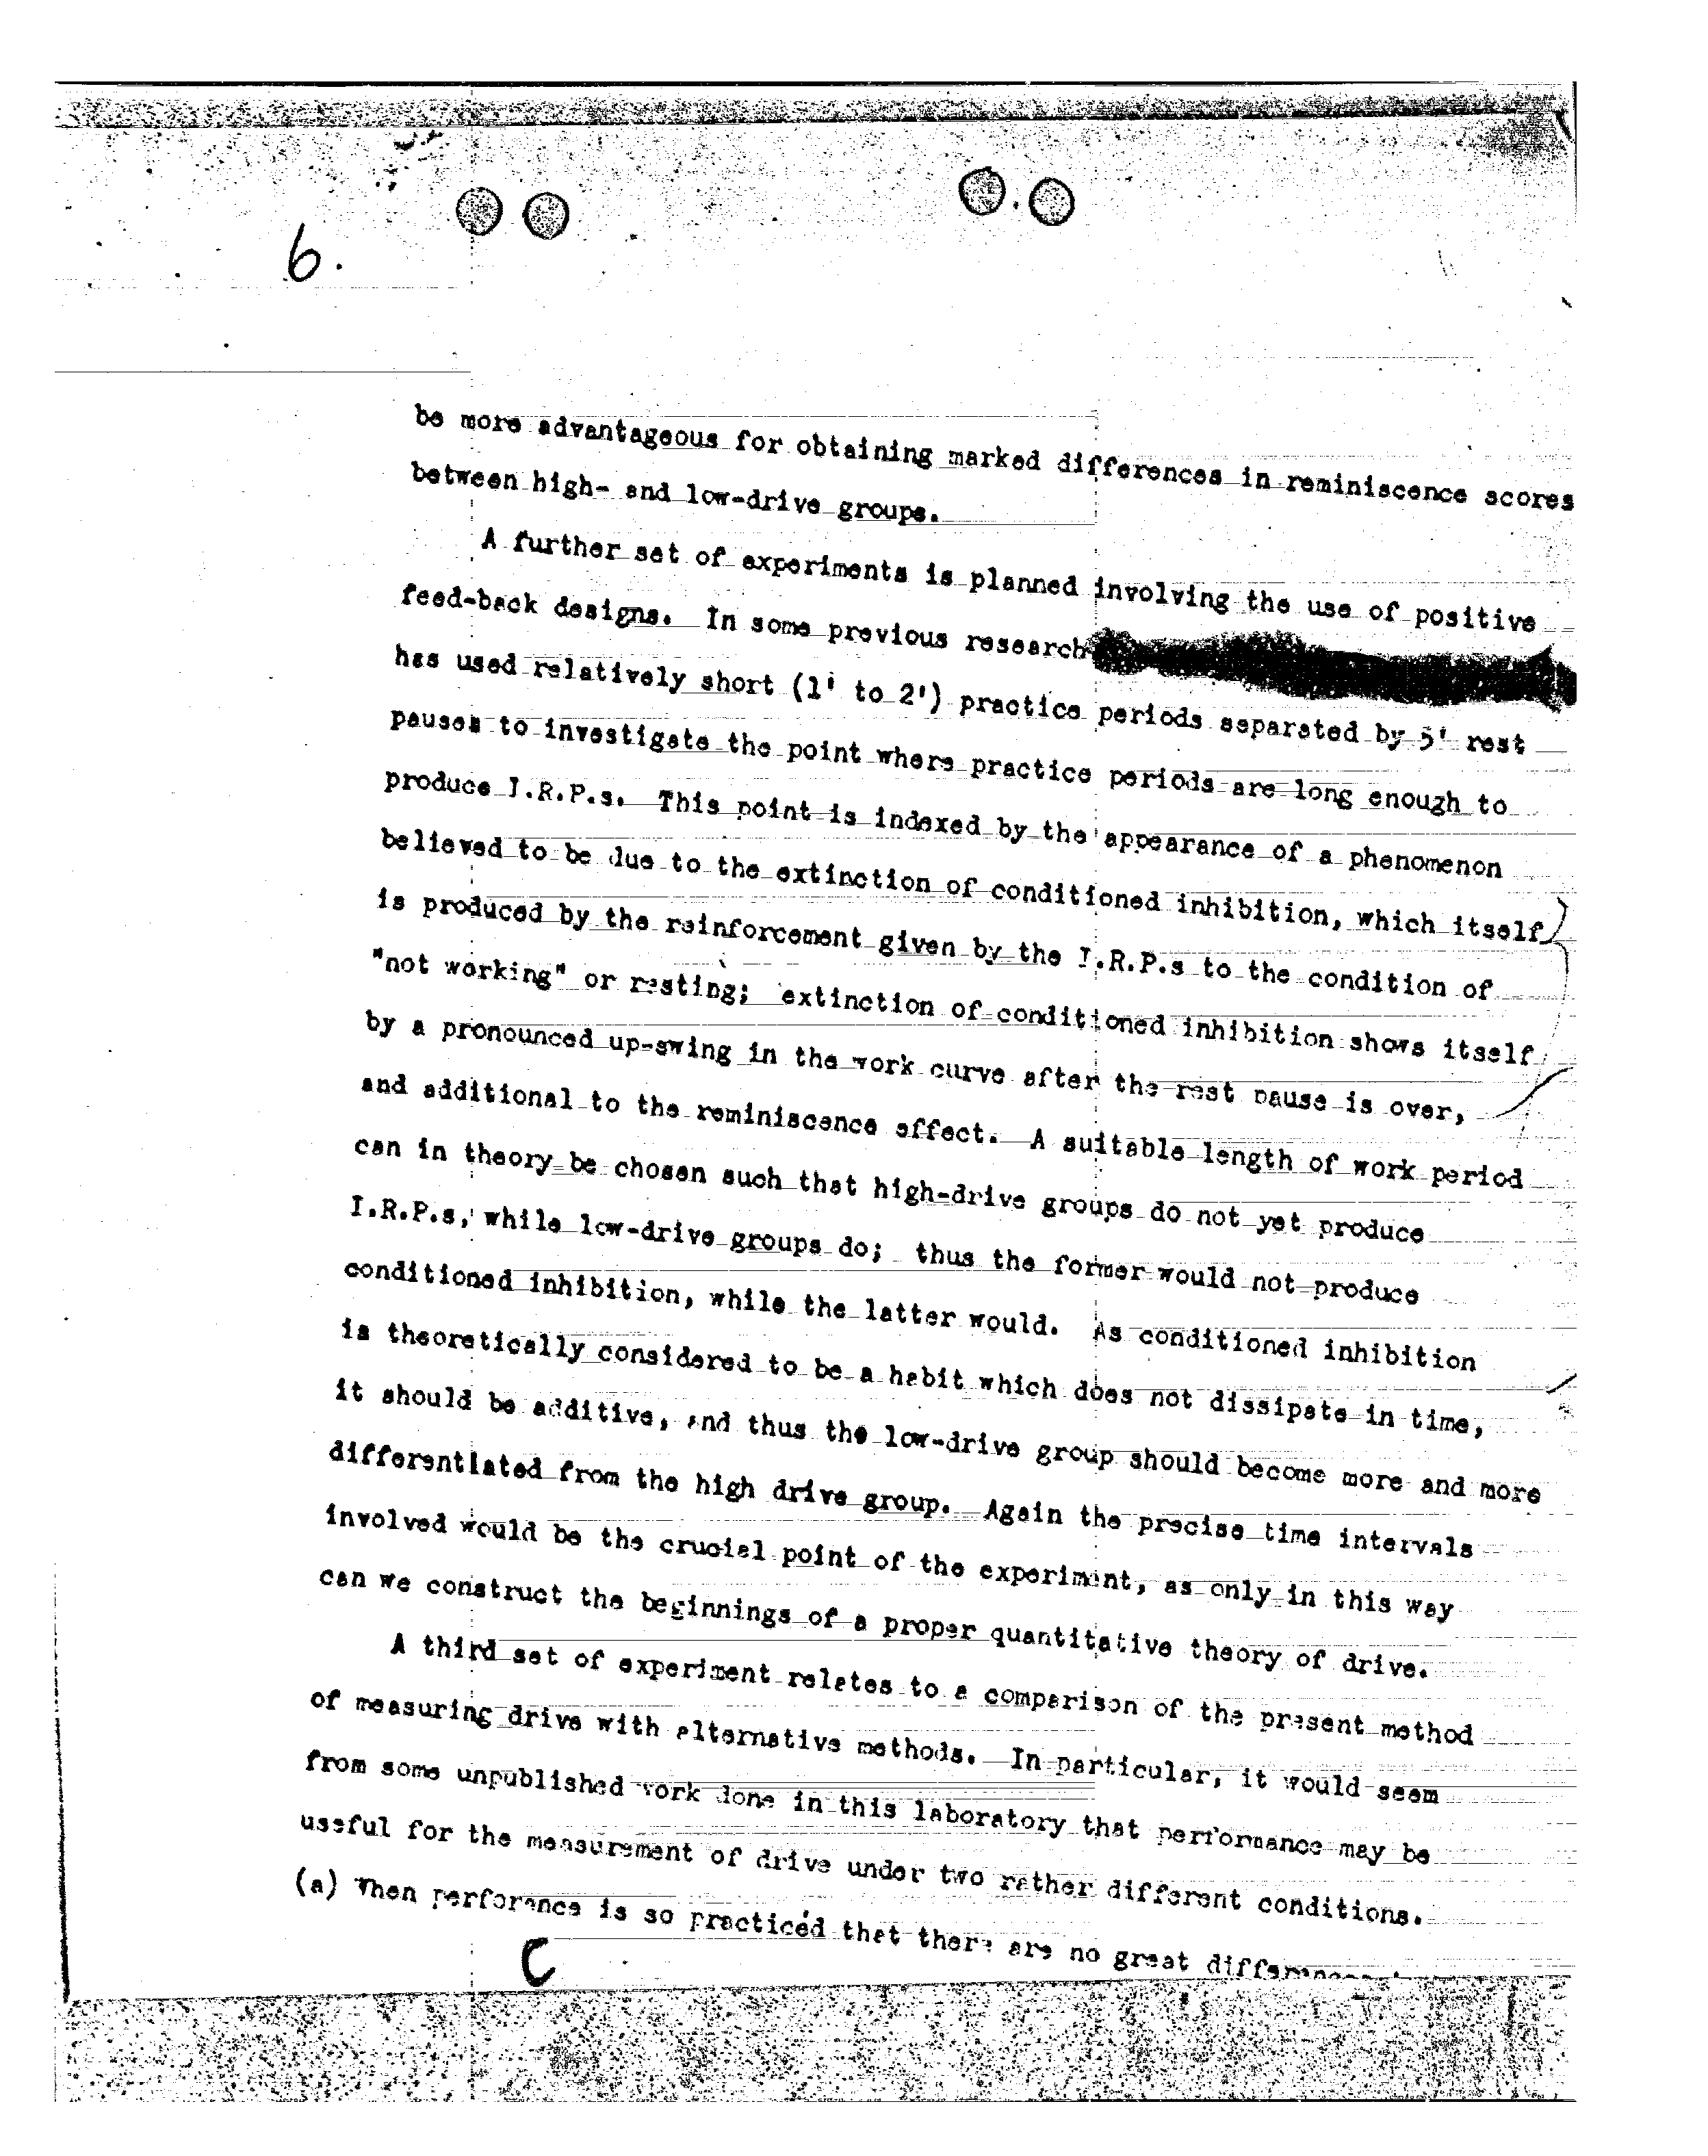 6.
be more advantageous for obtaining marked differences in reminiscence scores
between high- and low-drive groups.
A further set of experiments is planned involving the use of positive
feed-back designs. In some previous research
has used relatively short (1' to 2') practice periods separated by 5' rest
pauses to investigate the point where practice periods are long enough to
produce I.R.P.s. This point is indexed by the appearance of a phenomenon
believed to be due to the extinction of conditioned inhibition, which itself
is produced by the reinforcement given by the I.R.P.s to the condition of
"not working" or resting; extinction of conditioned inhibition shows itself
by a pronounced up-swing in the work curve after the rest pause is over,
and additional to the reminiscence effect. A suitable length of work period
can in theory be chosen such that high-drive groups do not yet produce
I.R.P.s, while low-drive groups do; thus the former would not produce
conditioned inhibition, while the latter would. As conditioned inhibition
is theoretically considered to be a habit which does not dissipate in time,
it should be additive, and thus the low-drive group should become more and more
differentiated from the high drive group. Again the precise time intervals
involved would be the crucial point of the experiment, as only in this way
can we construct the beginnings of a proper quantitative theory of drive.
A third set of experiment relates to a comparison of the present method
of measuring drive with alternative methods. In particular, it would seem
from some unpublished work done in this laboratory that performance may be
useful for the measurement of drive under two rather different conditions.
(a) When perforance is so practiced that there are no great
C